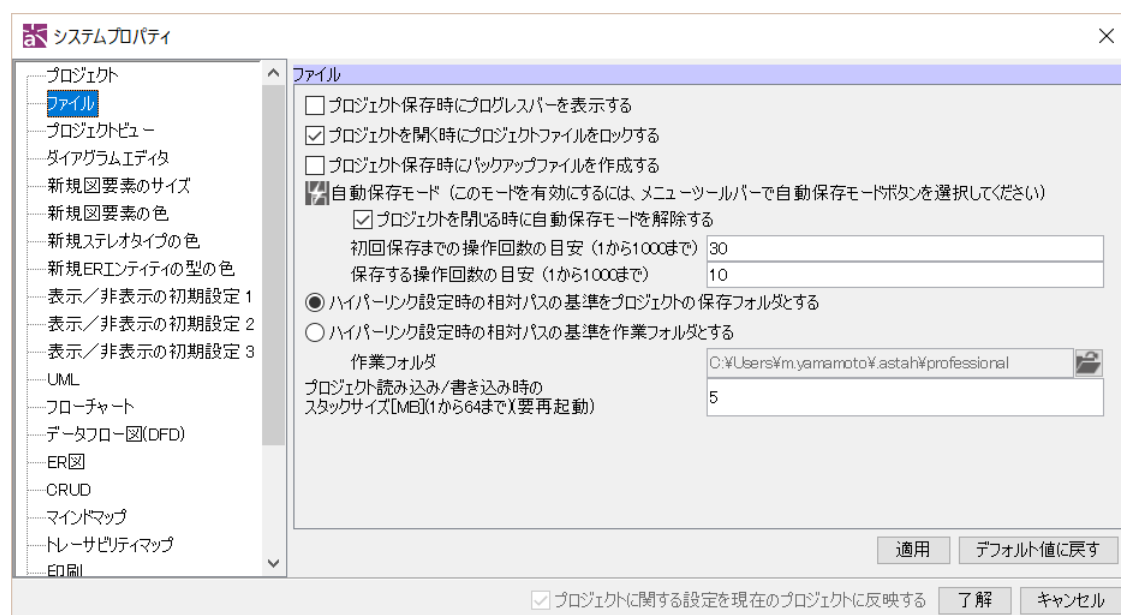 システムプロパティ
プロジェクト
ファイル
プロジェクトビュー
ダイアグラムエディタ
新規図要素のサイズ
新規図要素の色
新規ステレオタイプの色
新規ERエンティティの型の色
表示／非表示の初期設定 1
表示／非表示の初期設定 2
表示／非表示の初期設定 3
UML
フローチャート
データフロー図(DFD)
ER図
CRUD
マインドマップ
トレーサビリティマップ
印刷
ファイル
プロジェクト保存時にプログレスバーを表示する
プロジェクトを開く時にプロジェクトファイルをロックする
プロジェクト保存時にバックアップファイルを作成する
自動保存モード（このモードを有効にするには、メニューツールバーで自動保存モードボタンを選択してください）
プロジェクトを閉じる時に自動保存モードを解除する
初回保存までの操作回数の目安（1から1000まで） 30
保存する操作回数の目安（1から1000まで） 10
ハイパーリンク設定時の相対パスの基準をプロジェクトの保存フォルダとする
ハイパーリンク設定時の相対パスの基準を作業フォルダとする
作業フォルダ C:¥Users¥m.yamamoto¥.astah¥professional
プロジェクト読み込み/書き込み時の
スタックサイズ[MB](1から64まで)(要再起動) 5
適用 デフォルト値に戻す
プロジェクトに関する設定を現在のプロジェクトに反映する 了解 キャンセル